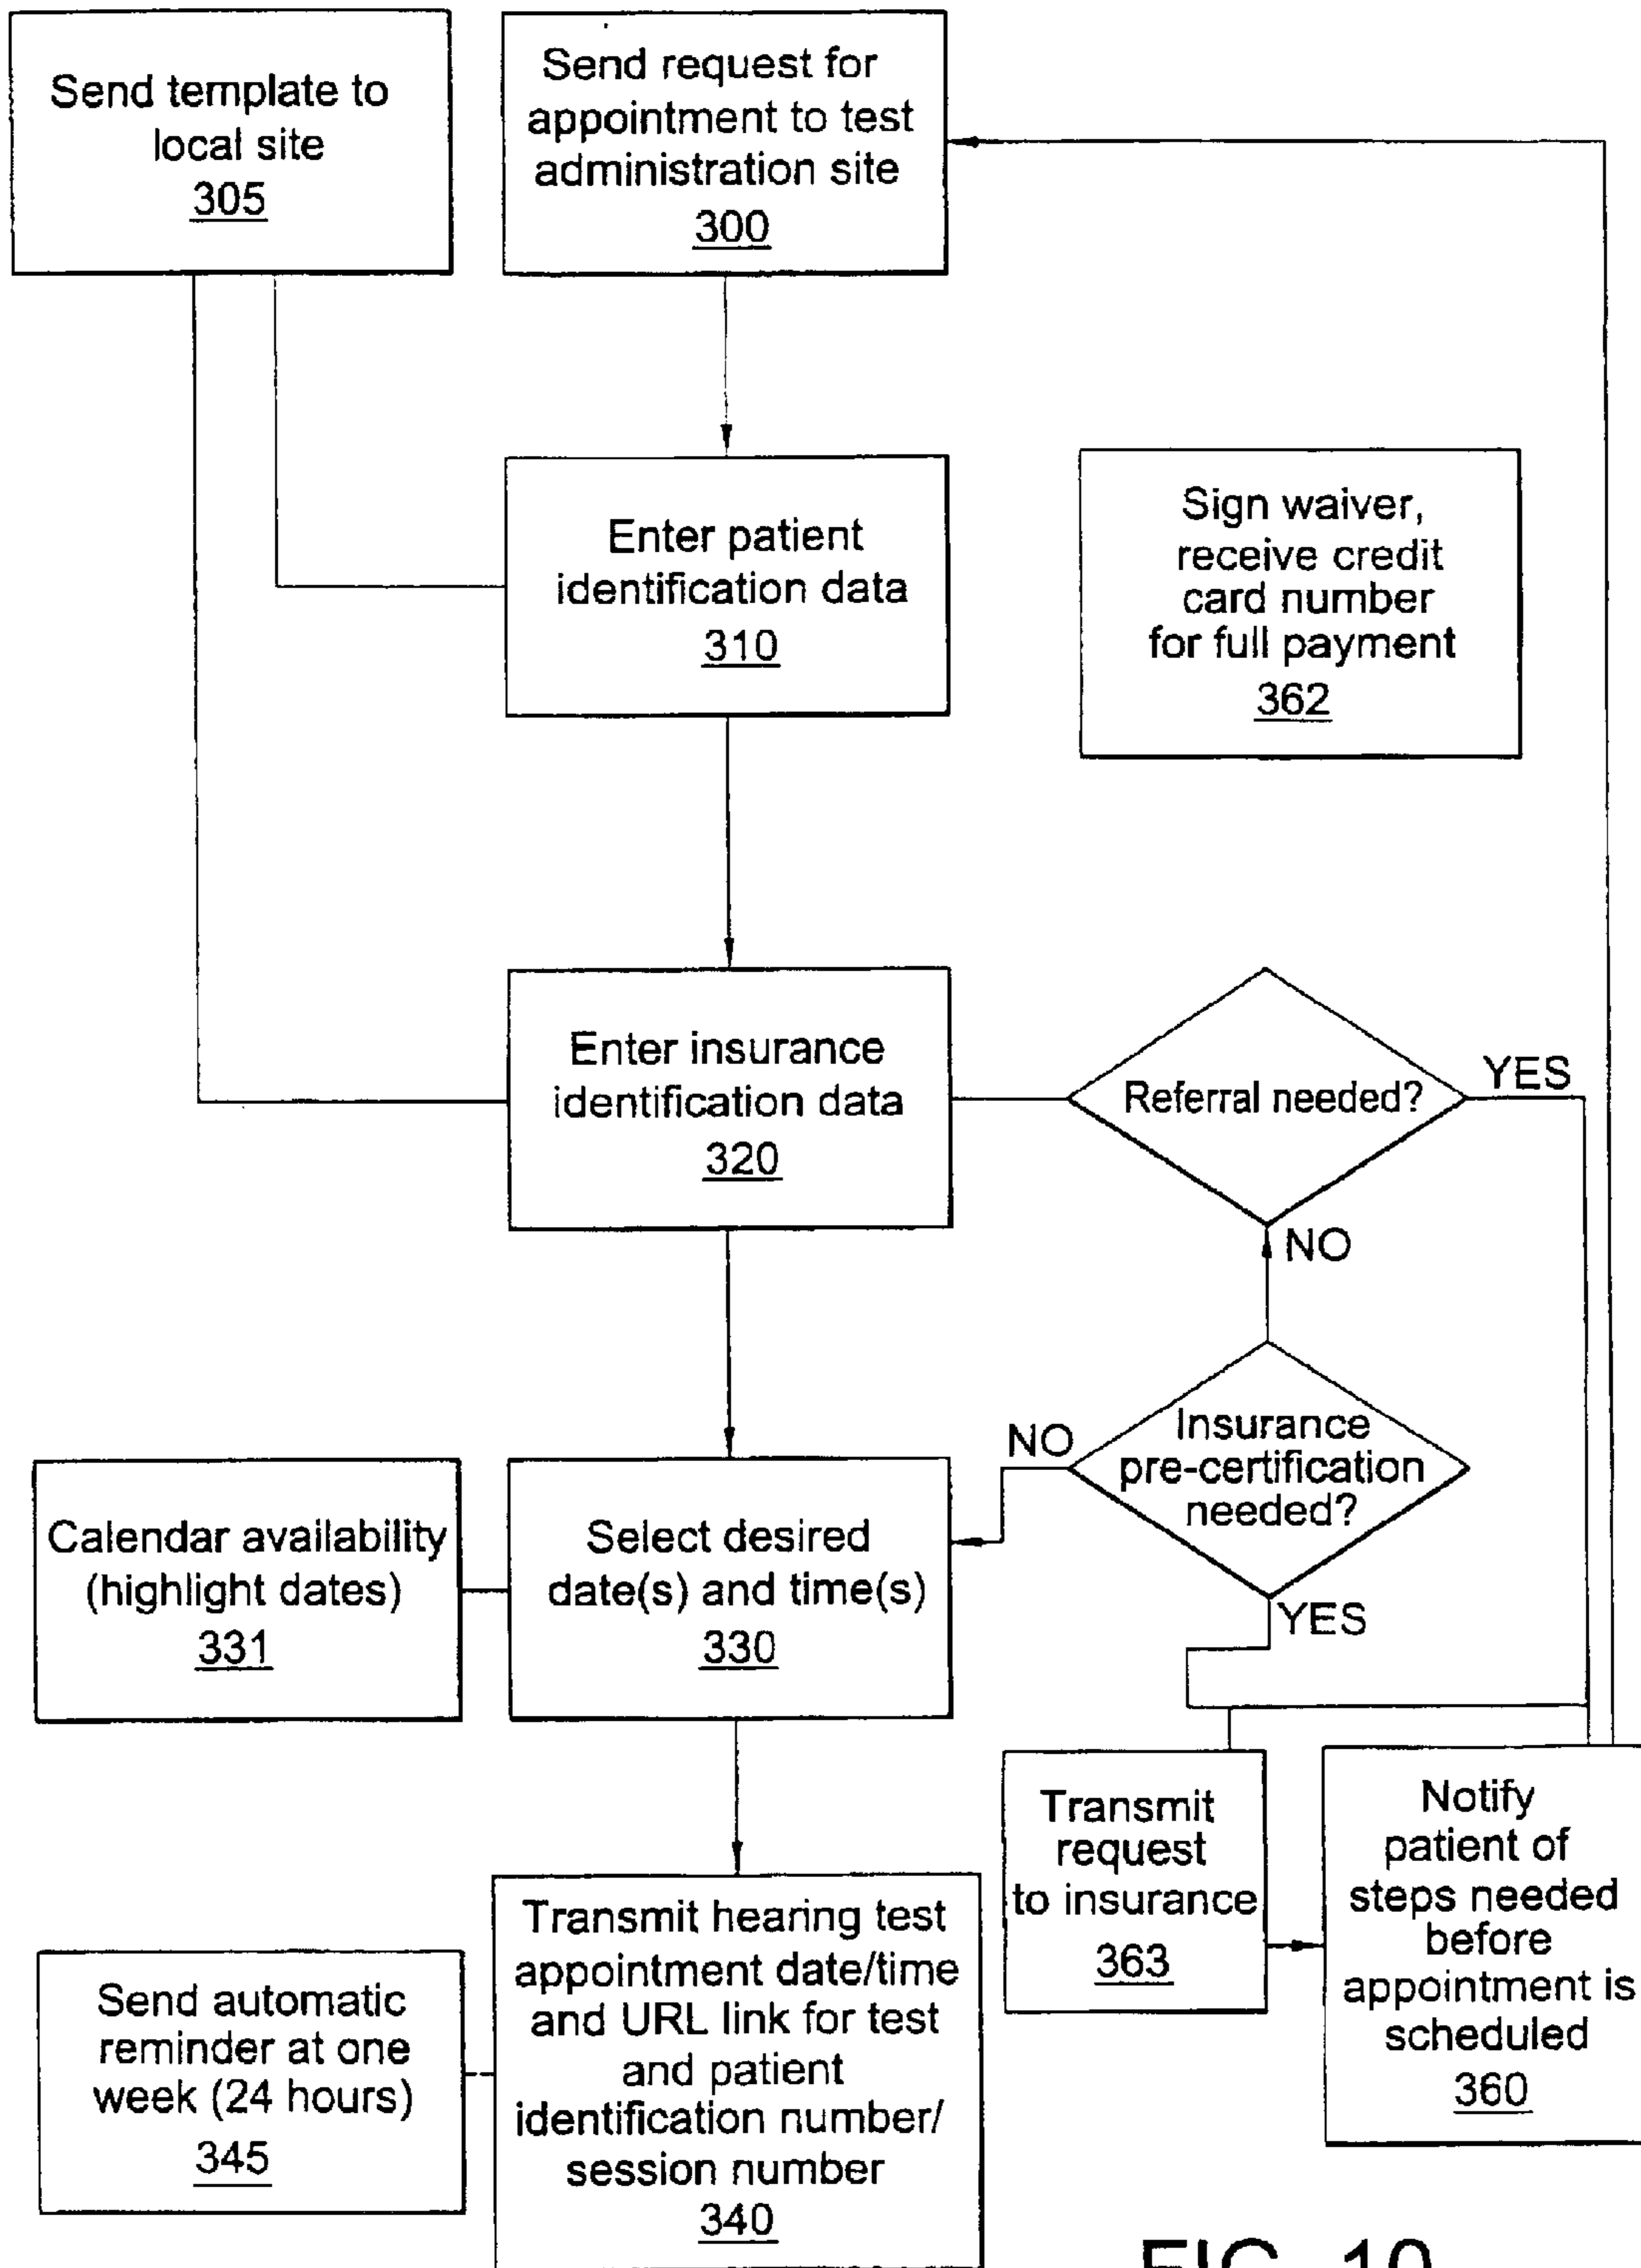 Send template to
local site
305
Send request for
appointment to test
administration site
300
Enter patient
identification data
310
Sign waiver,
receive credit
card number
for full payment
362
Enter insurance
identification data
320
Referral needed?
YES
NO
Insurance
pre-certification
needed?
NO
YES
Calendar availability
(highlight dates)
331
Select desired
date(s) and time(s)
330
Transmit
request
to insurance
363
Notify
patient of
steps needed
before
appointment is
scheduled
360
Send automatic
reminder at one
week (24 hours)
345
Transmit hearing test
appointment date/time
and URL link for test
and patient
identification number/
session number
340
FIG. 10